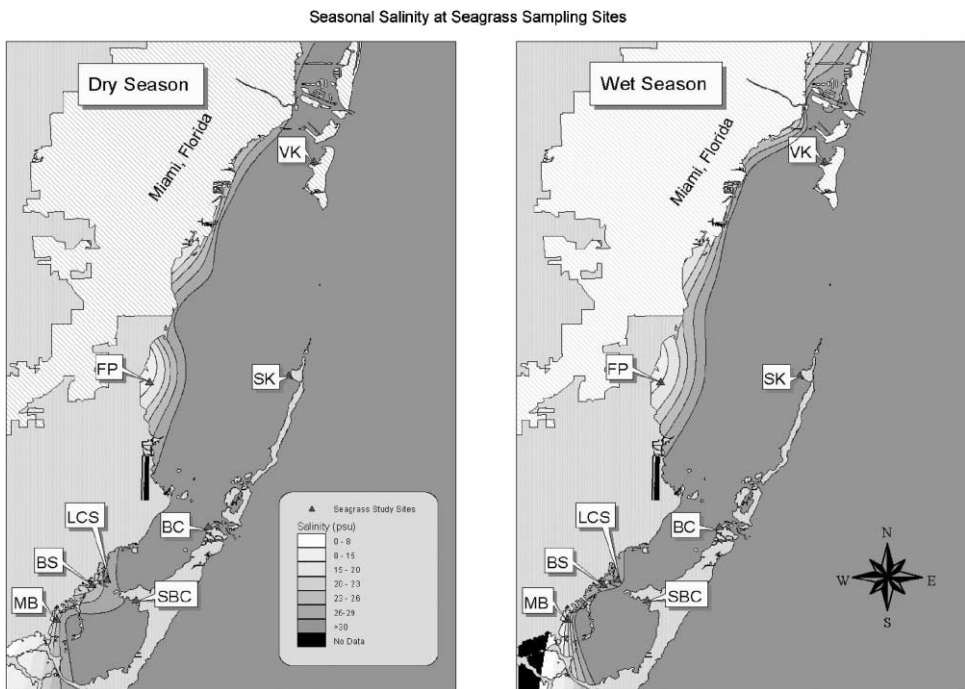 Seasonal Salinity at Seagrass Sampling Sites
Dry Season
Miami, Florida
VK
FP
SK
LCS
BC
BS
SBC
MB
Seagrass Study Sites
Salinity (psu)
0 - 8
8 - 15
15 - 20
20 - 23
23 - 26
26-29
>30
No Data
Wet Season
Miami, Florida
VK
FP
SK
LCS
BC
BS
SBC
MB
N
W
E
S